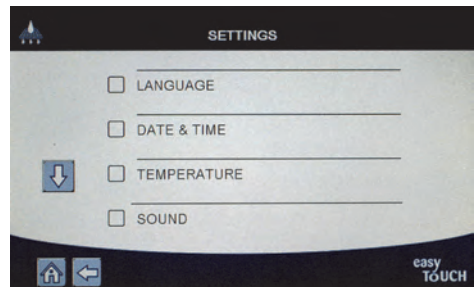 SETTINGS
LANGUAGE
DATE & TIME
TEMPERATURE
SOUND
easy
TOUCH